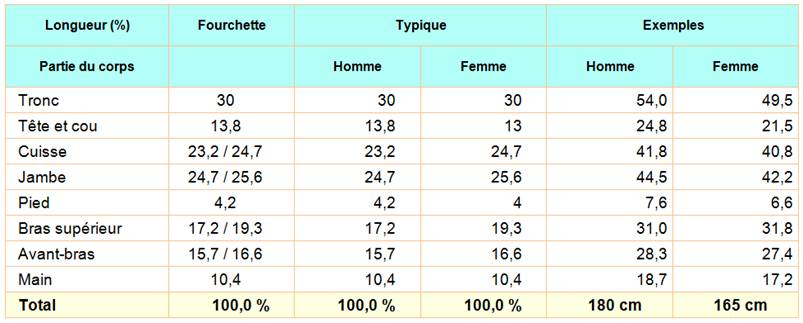 Longueur (%) Fourchette Typique Exemples
Partie du corps Homme Femme Homme Femme
Tronc 30 30 30 54,0 49,5
Tête et cou 13,8 13,8 13 24,8 21,5
Cuisse 23,2 / 24,7 23,2 24,7 41,8 40,8
Jambe 24,7 / 25,6 24,7 25,6 44,5 42,2
Pied 4,2 4,2 4 7,6 6,6
Bras supérieur 17,2 / 19,3 17,2 19,3 31,0 31,8
Avant-bras 15,7 / 16,6 15,7 16,6 28,3 27,4
Main 10,4 10,4 10,4 18,7 17,2
Total 100,0 % 100,0 % 100,0 % 180 cm 165 cm